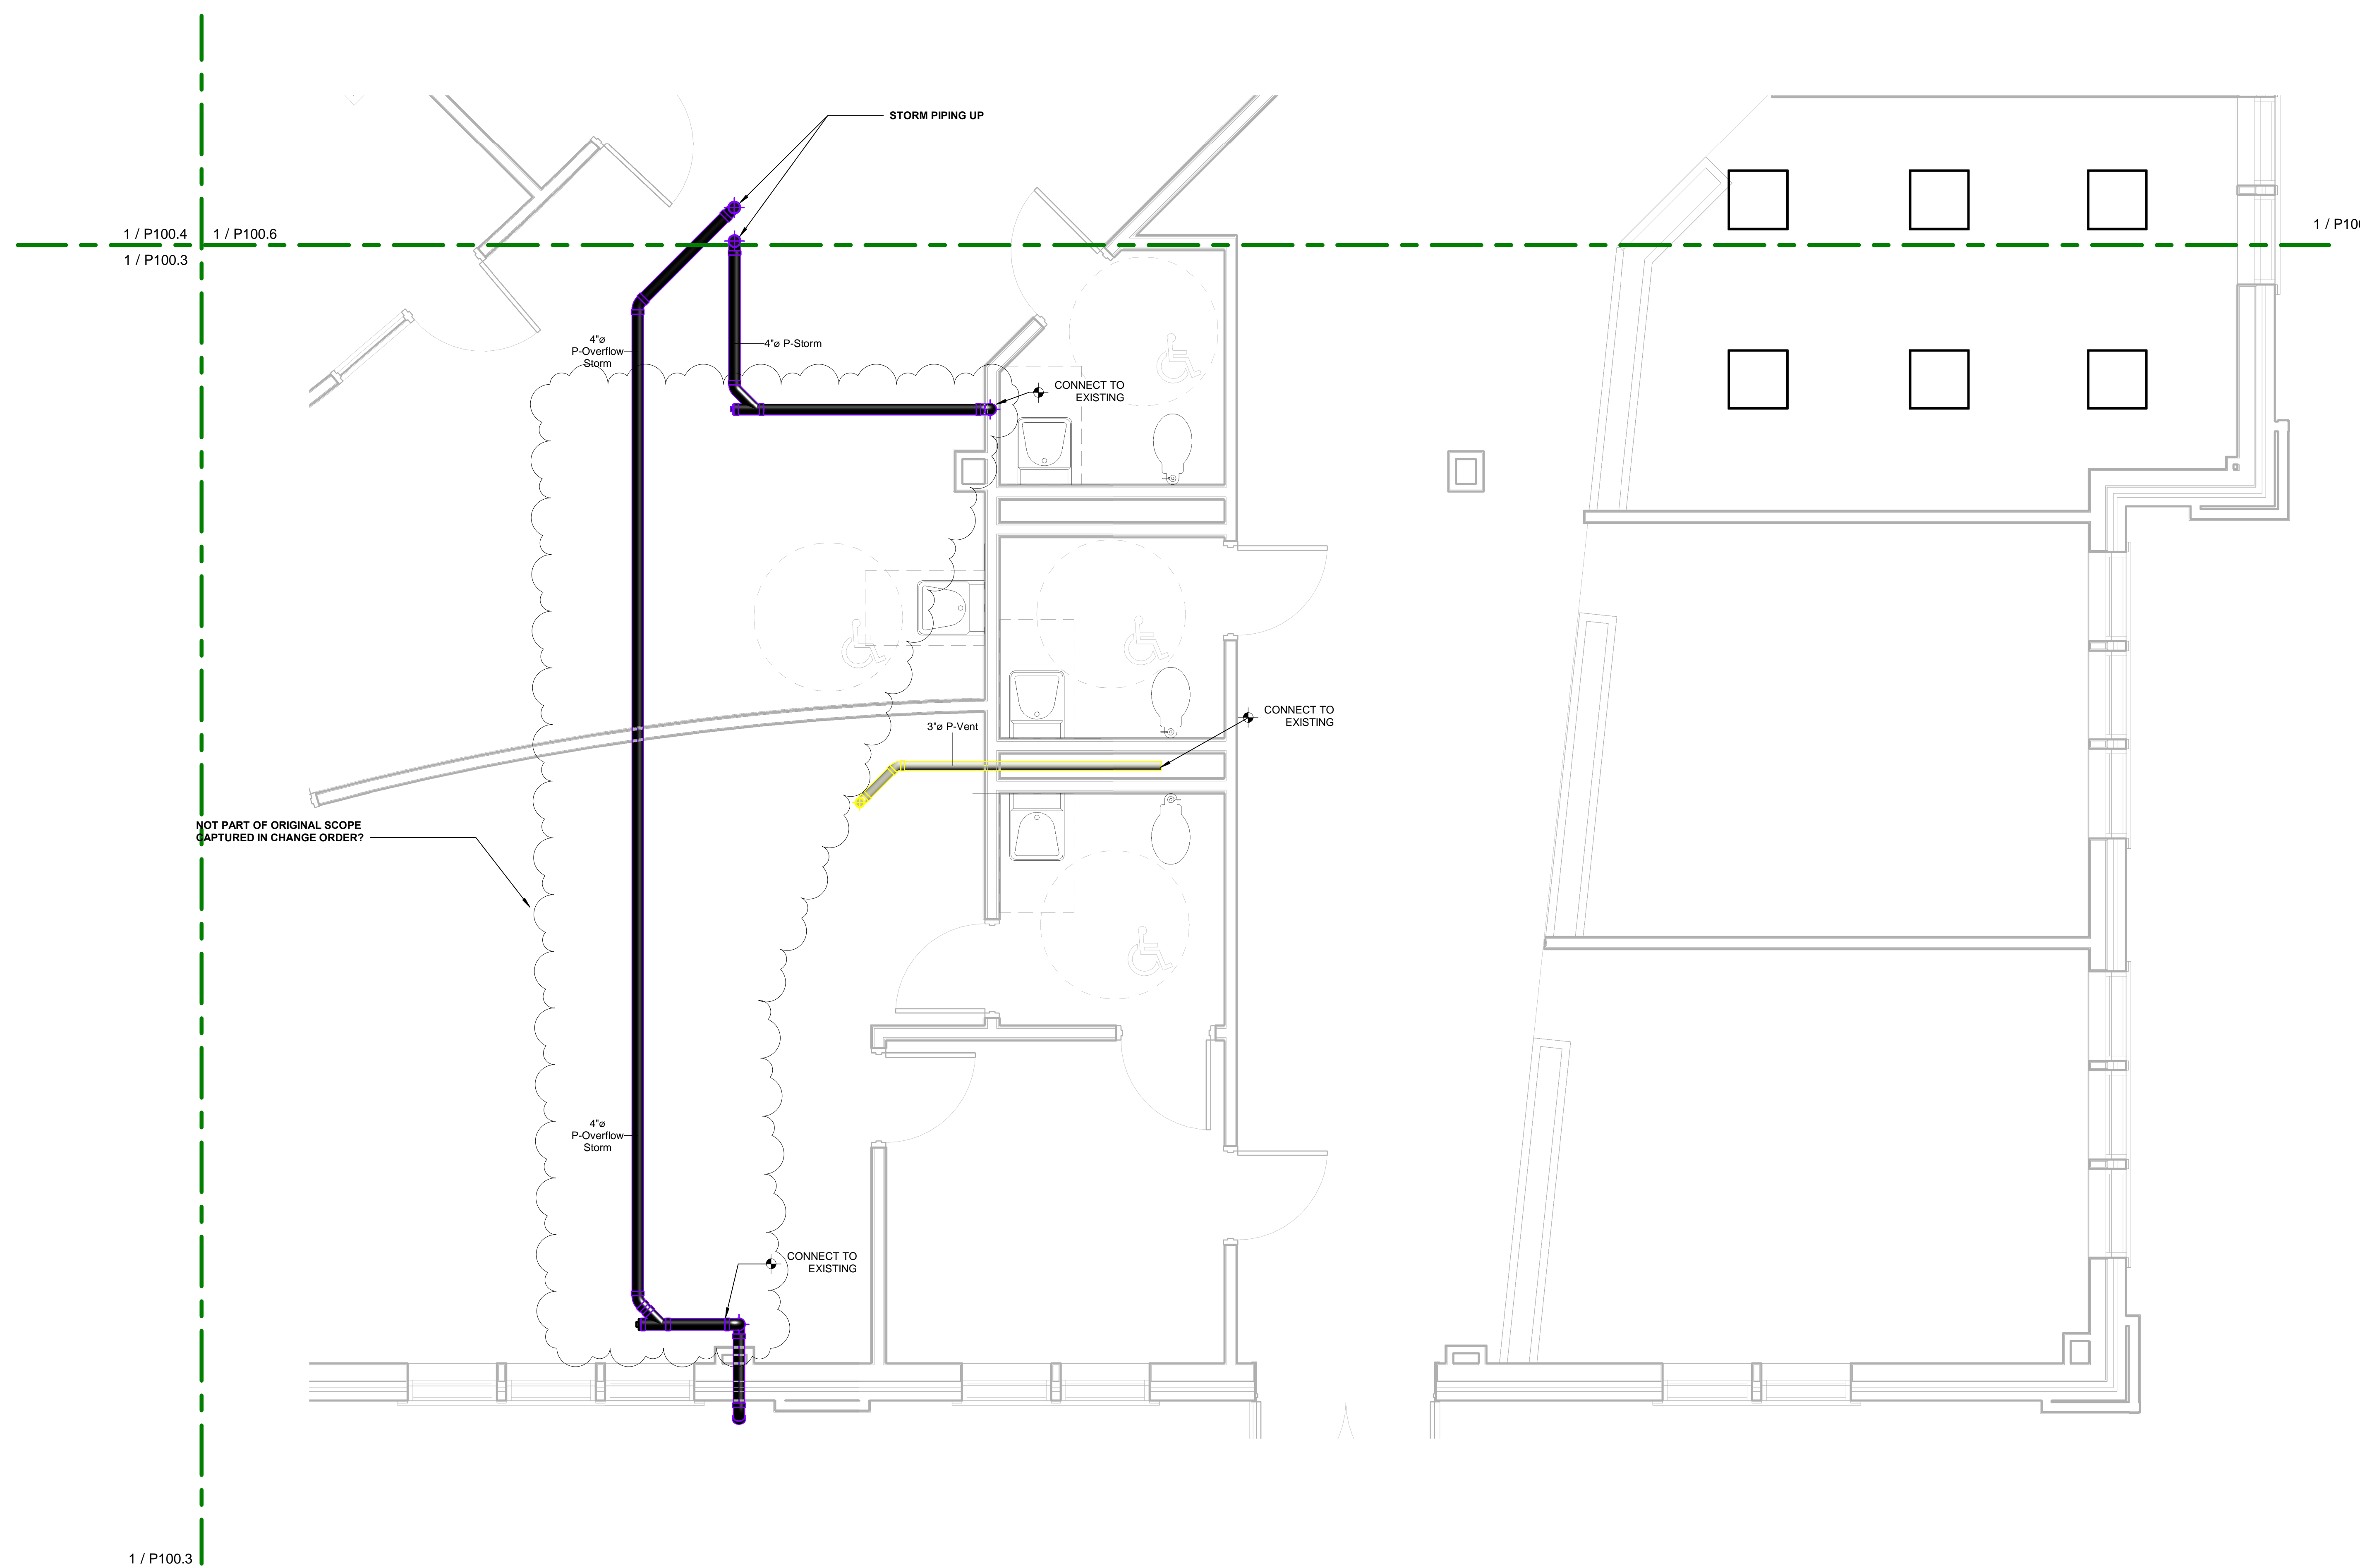 STORM PIPING UP
1 / P100.4
1 / P100.6
1 / P100.3
4"ø
P-Overflow
Storm
4"ø P-Storm
CONNECT TO
EXISTING
CONNECT TO
EXISTING
3"ø P-Vent
NOT PART OF ORIGINAL SCOPE
CAPTURED IN CHANGE ORDER?
4"ø
P-Overflow
Storm
CONNECT TO
EXISTING
1 / P100.3